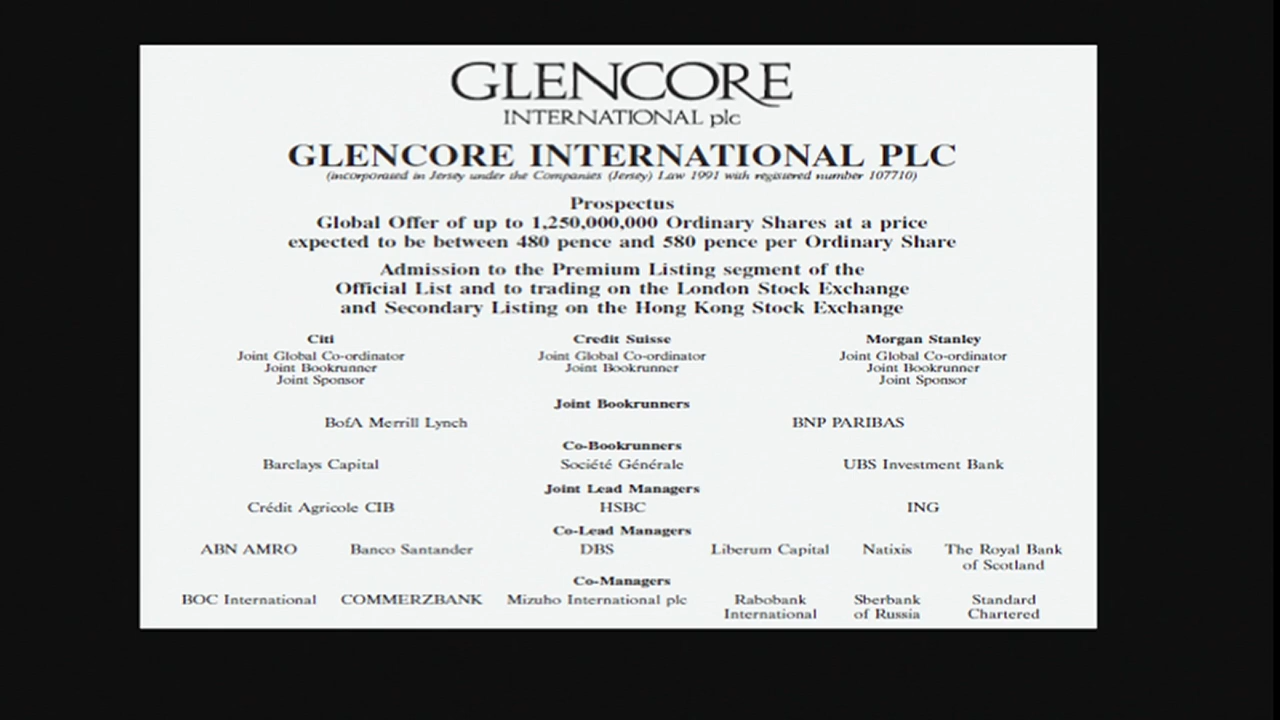 GLENCORE
INTERNATIONAL plc
GLENCORE INTERNATIONAL PLC
(incorporated in Jersey under the Companies (Jersey) Law 1991 with registered number 107710)
Prospectus
Global Offer of up to 1,250,000,000 Ordinary Shares at a price
expected to be between 480 pence and 580 pence per Ordinary Share
Admission to the Premium Listing segment of the
Official List and to trading on the London Stock Exchange
and Secondary Listing on the Hong Kong Stock Exchange
Citi Credit Suisse Morgan Stanley
Joint Global Co-ordinator Joint Global Co-ordinator Joint Global Co-ordinator
Joint Bookrunner Joint Bookrunner Joint Bookrunner
Joint Sponsor Joint Sponsor
Joint Bookrunners
BofA Merrill Lynch BNP PARIBAS
Co-Bookrunners
Barclays Capital Société Générale UBS Investment Bank
Joint Lead Managers
Crédit Agricole CIB HSBC ING
Co-Lead Managers
ABN AMRO Banco Santander DBS Liberum Capital Natixis The Royal Bank
of Scotland
Co-Managers
BOC International COMMERZBANK Mizuho International plc Rabobank Sberbank Standard
International of Russia Chartered